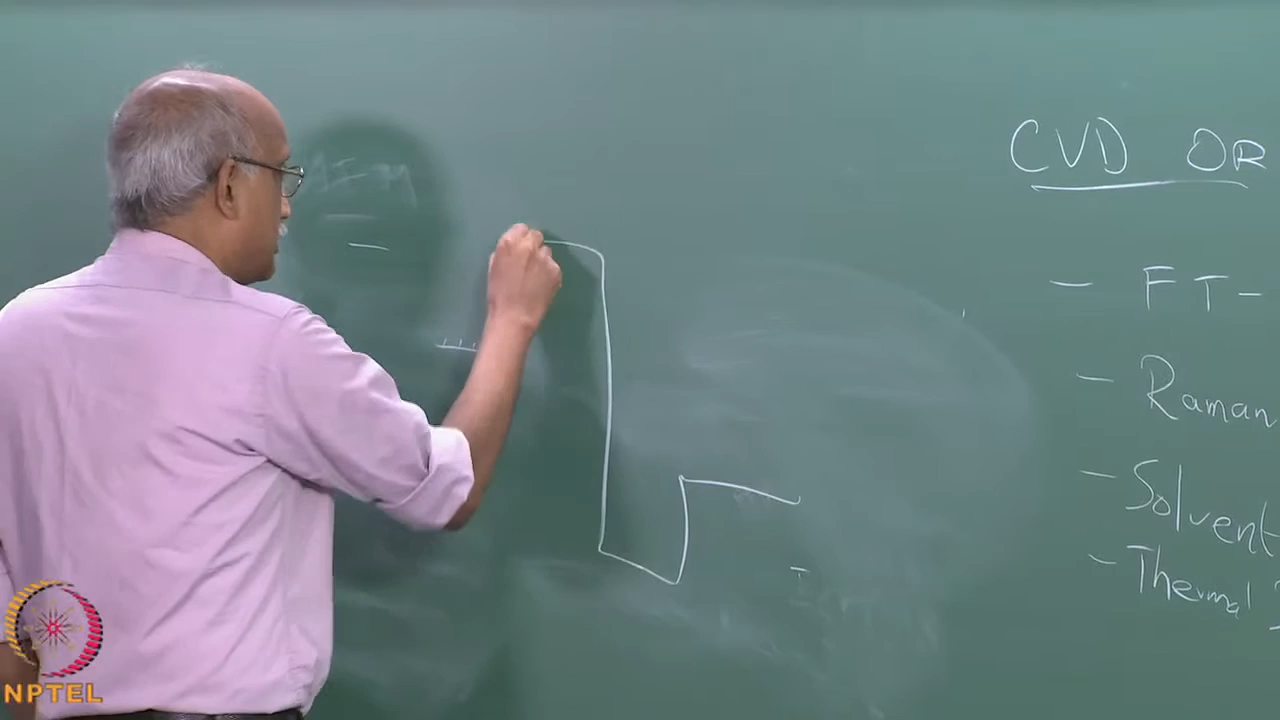 CVD OR
– FT-
– Raman
– Solvent
– Thermal
NPTEL